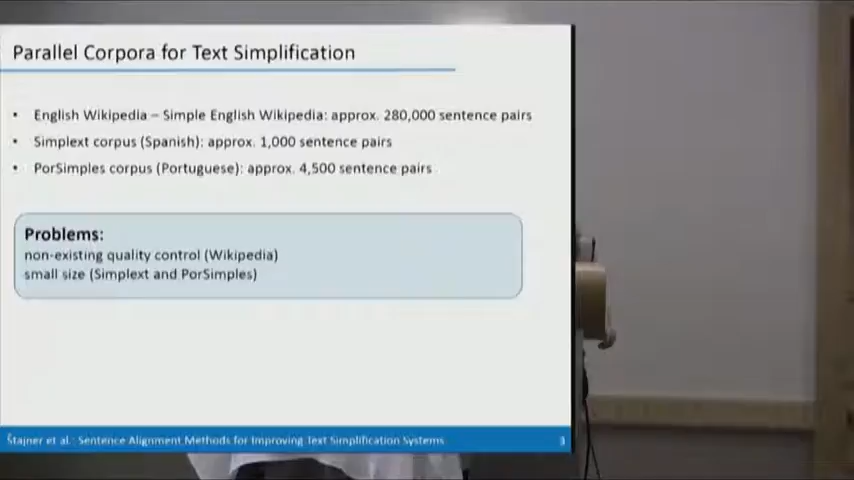 Parallel Corpora for Text Simplification
• English Wikipedia – Simple English Wikipedia: approx. 280,000 sentence pairs
• Simplext corpus (Spanish): approx. 1,000 sentence pairs
• PorSimples corpus (Portuguese): approx. 4,500 sentence pairs
Problems:
non-existing quality control (Wikipedia)
small size (Simplext and PorSimples)
Štajner et al.: Sentence Alignment Methods for Improving Text Simplification Systems 3